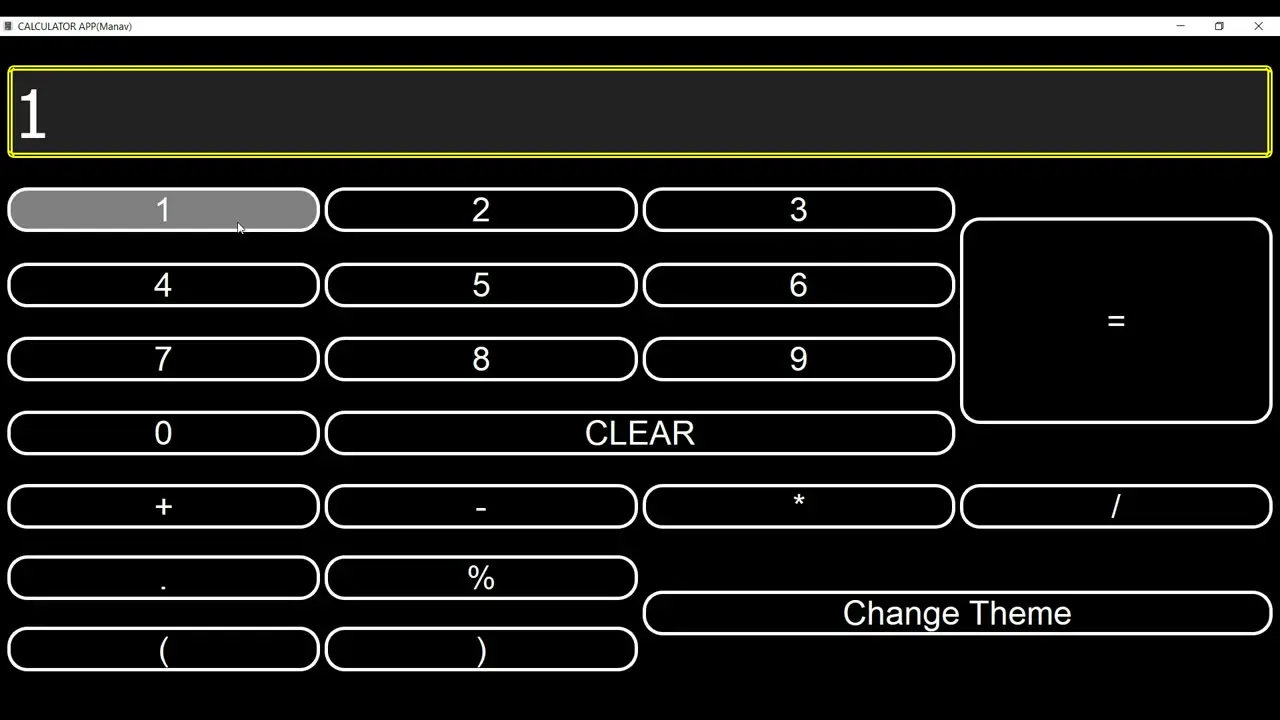 CALCULATOR APP(Manav)
1
1 2 3
=
4 5 6
7 8 9
0 CLEAR
+ - * /
. %
Change Theme
( )